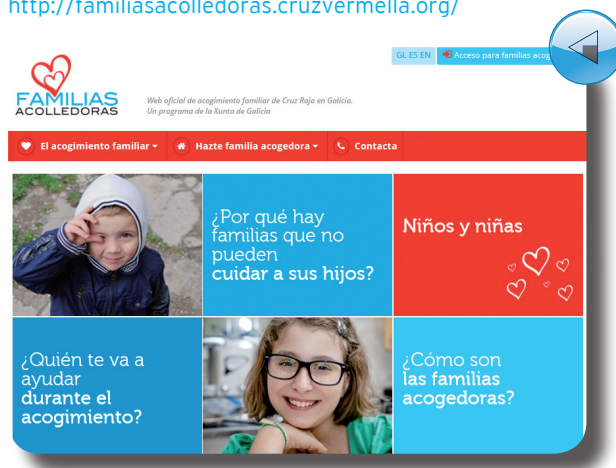 http://familiasacolledoras.cruzvermella.org/
GL ES EN
Acceso para familias
FAMILIAS
ACOLLEDORAS
Web oficial de acogimiento familiar de Cruz Roja en Galicia.
Un programa de la Xunta de Galicia
El acogimiento familiar
Hazte familia acogedora
Contacta
¿Por qué hay
familias que no
pueden
cuidar a sus hijos?
Niños y niñas
¿Quién te va a
ayudar
durante el
acogimiento?
¿Cómo son
las familias
acogedoras?